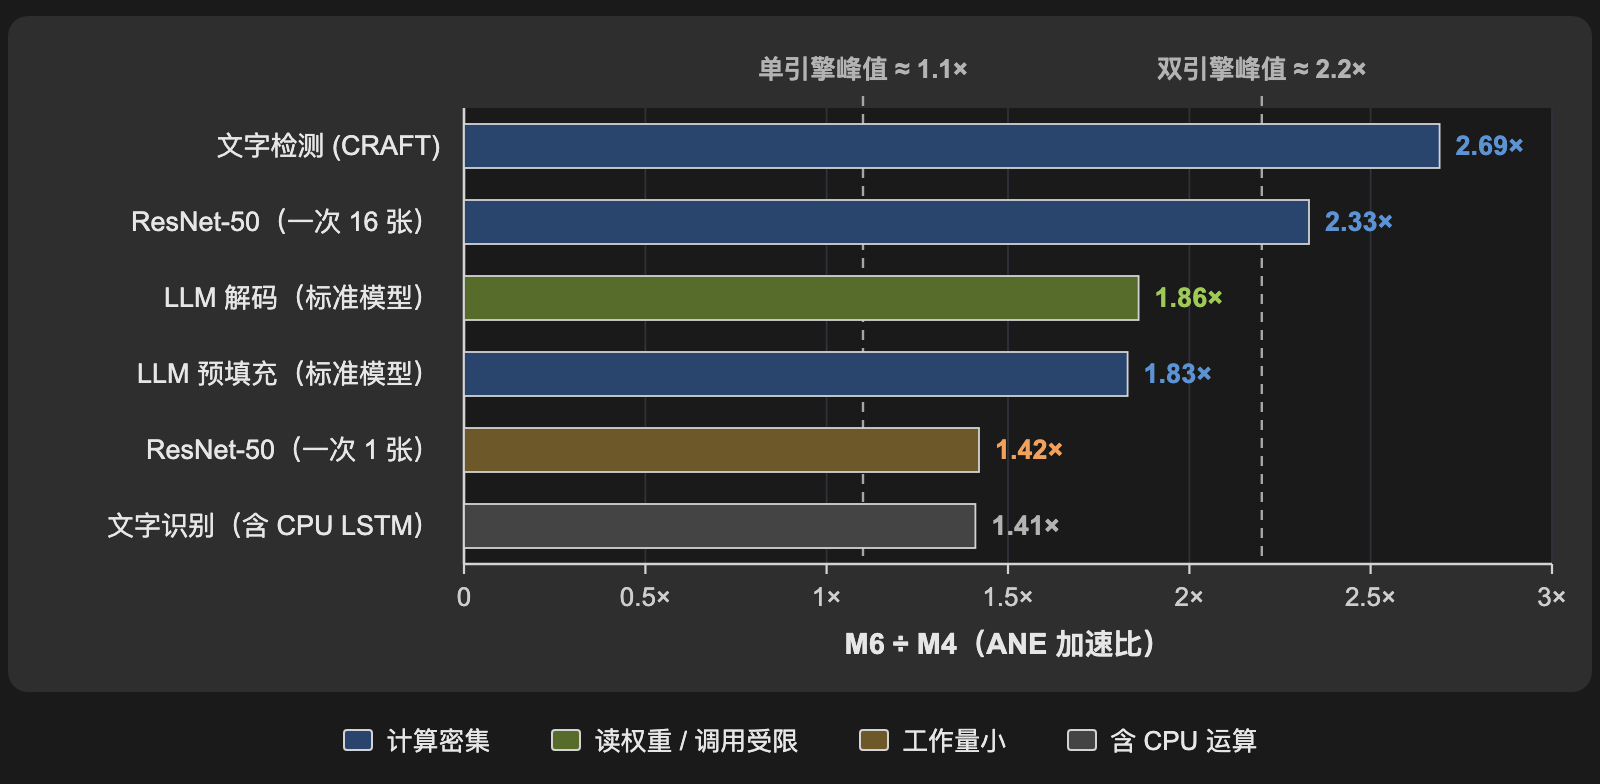 单引擎峰值 ≈ 1.1×
双引擎峰值 ≈ 2.2×
文字检测 (CRAFT)
2.69×
ResNet-50（一次 16 张）
2.33×
LLM 解码（标准模型）
1.86×
LLM 预填充（标准模型）
1.83×
ResNet-50（一次 1 张）
1.42×
文字识别（含 CPU LSTM）
1.41×
0 0.5× 1× 1.5× 2× 2.5× 3×
M6 ÷ M4（ANE 加速比）
计算密集 读权重 / 调用受限 工作量小 含 CPU 运算